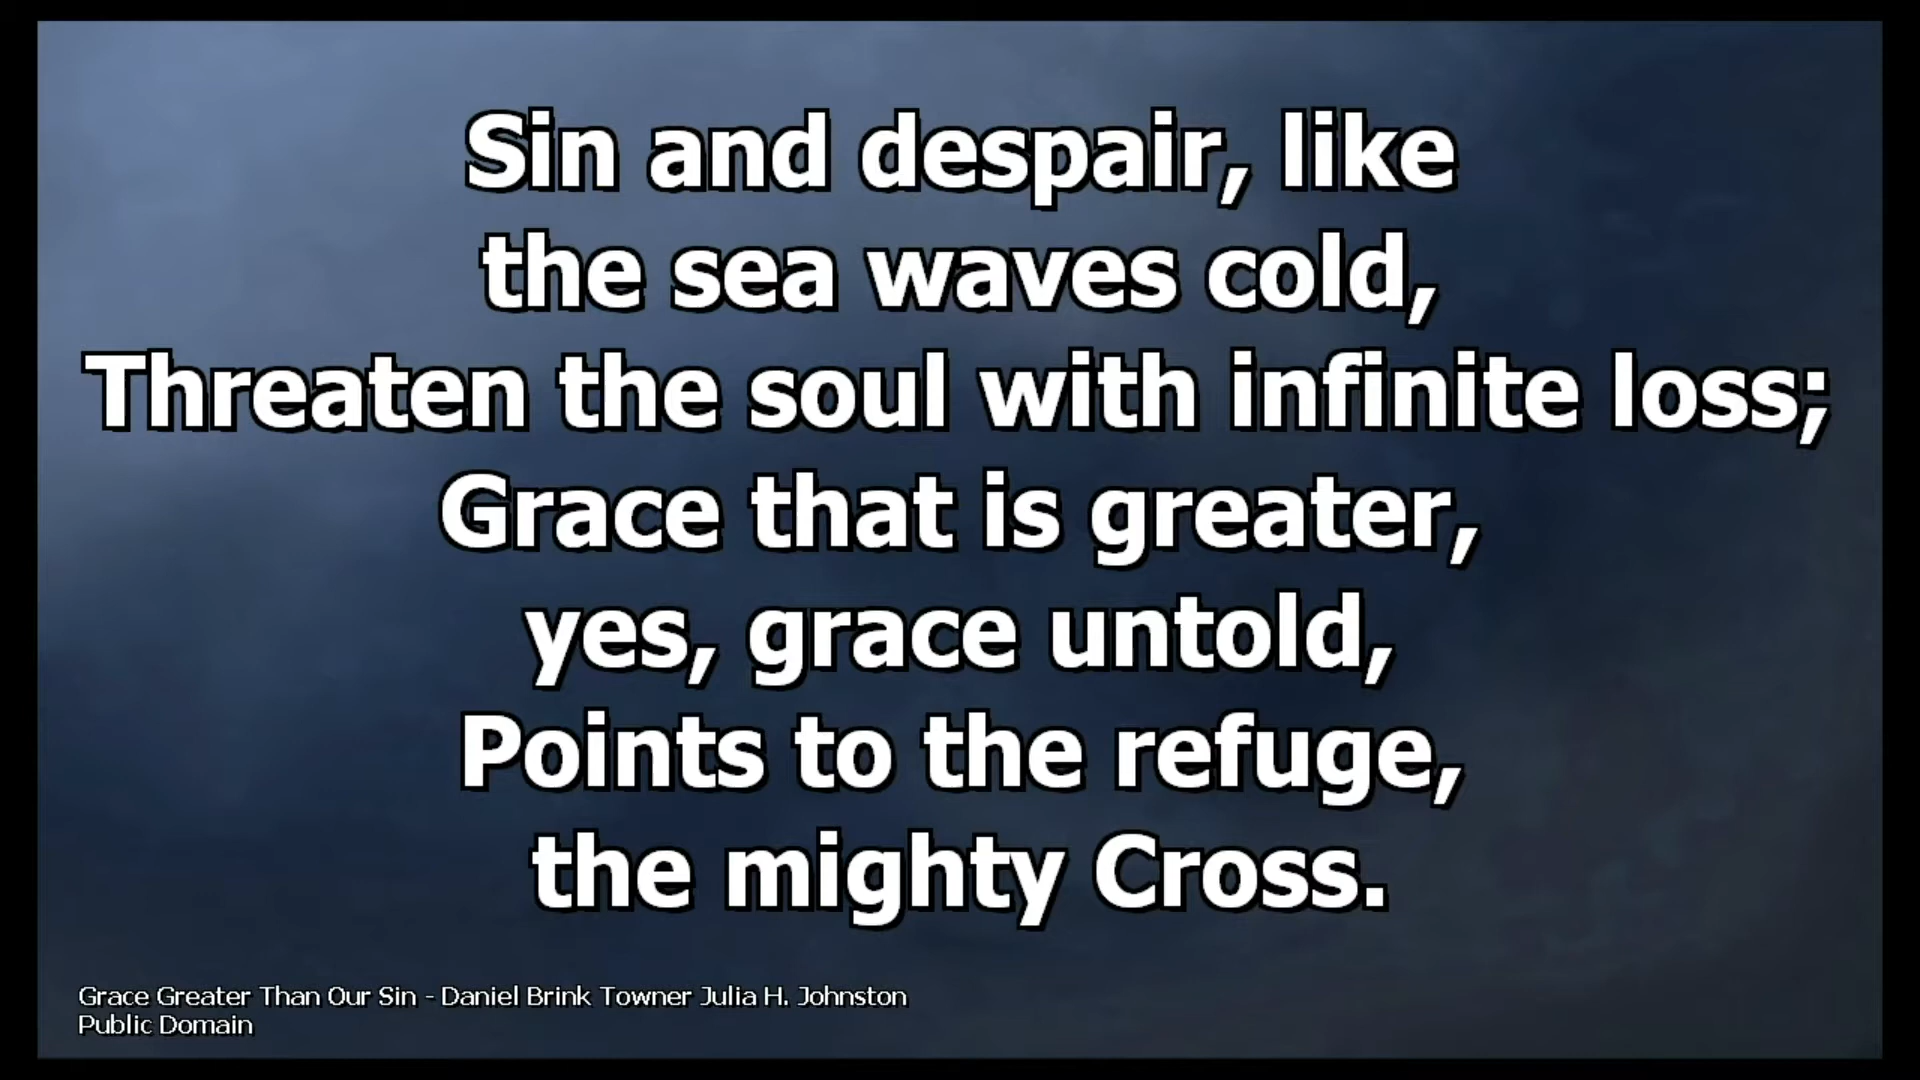 Sin and despair, like
the sea waves cold,
Threaten the soul with infinite loss;
Grace that is greater,
yes, grace untold,
Points to the refuge,
the mighty Cross.
Grace Greater Than Our Sin - Daniel Brink Towner Julia H. Johnston
Public Domain